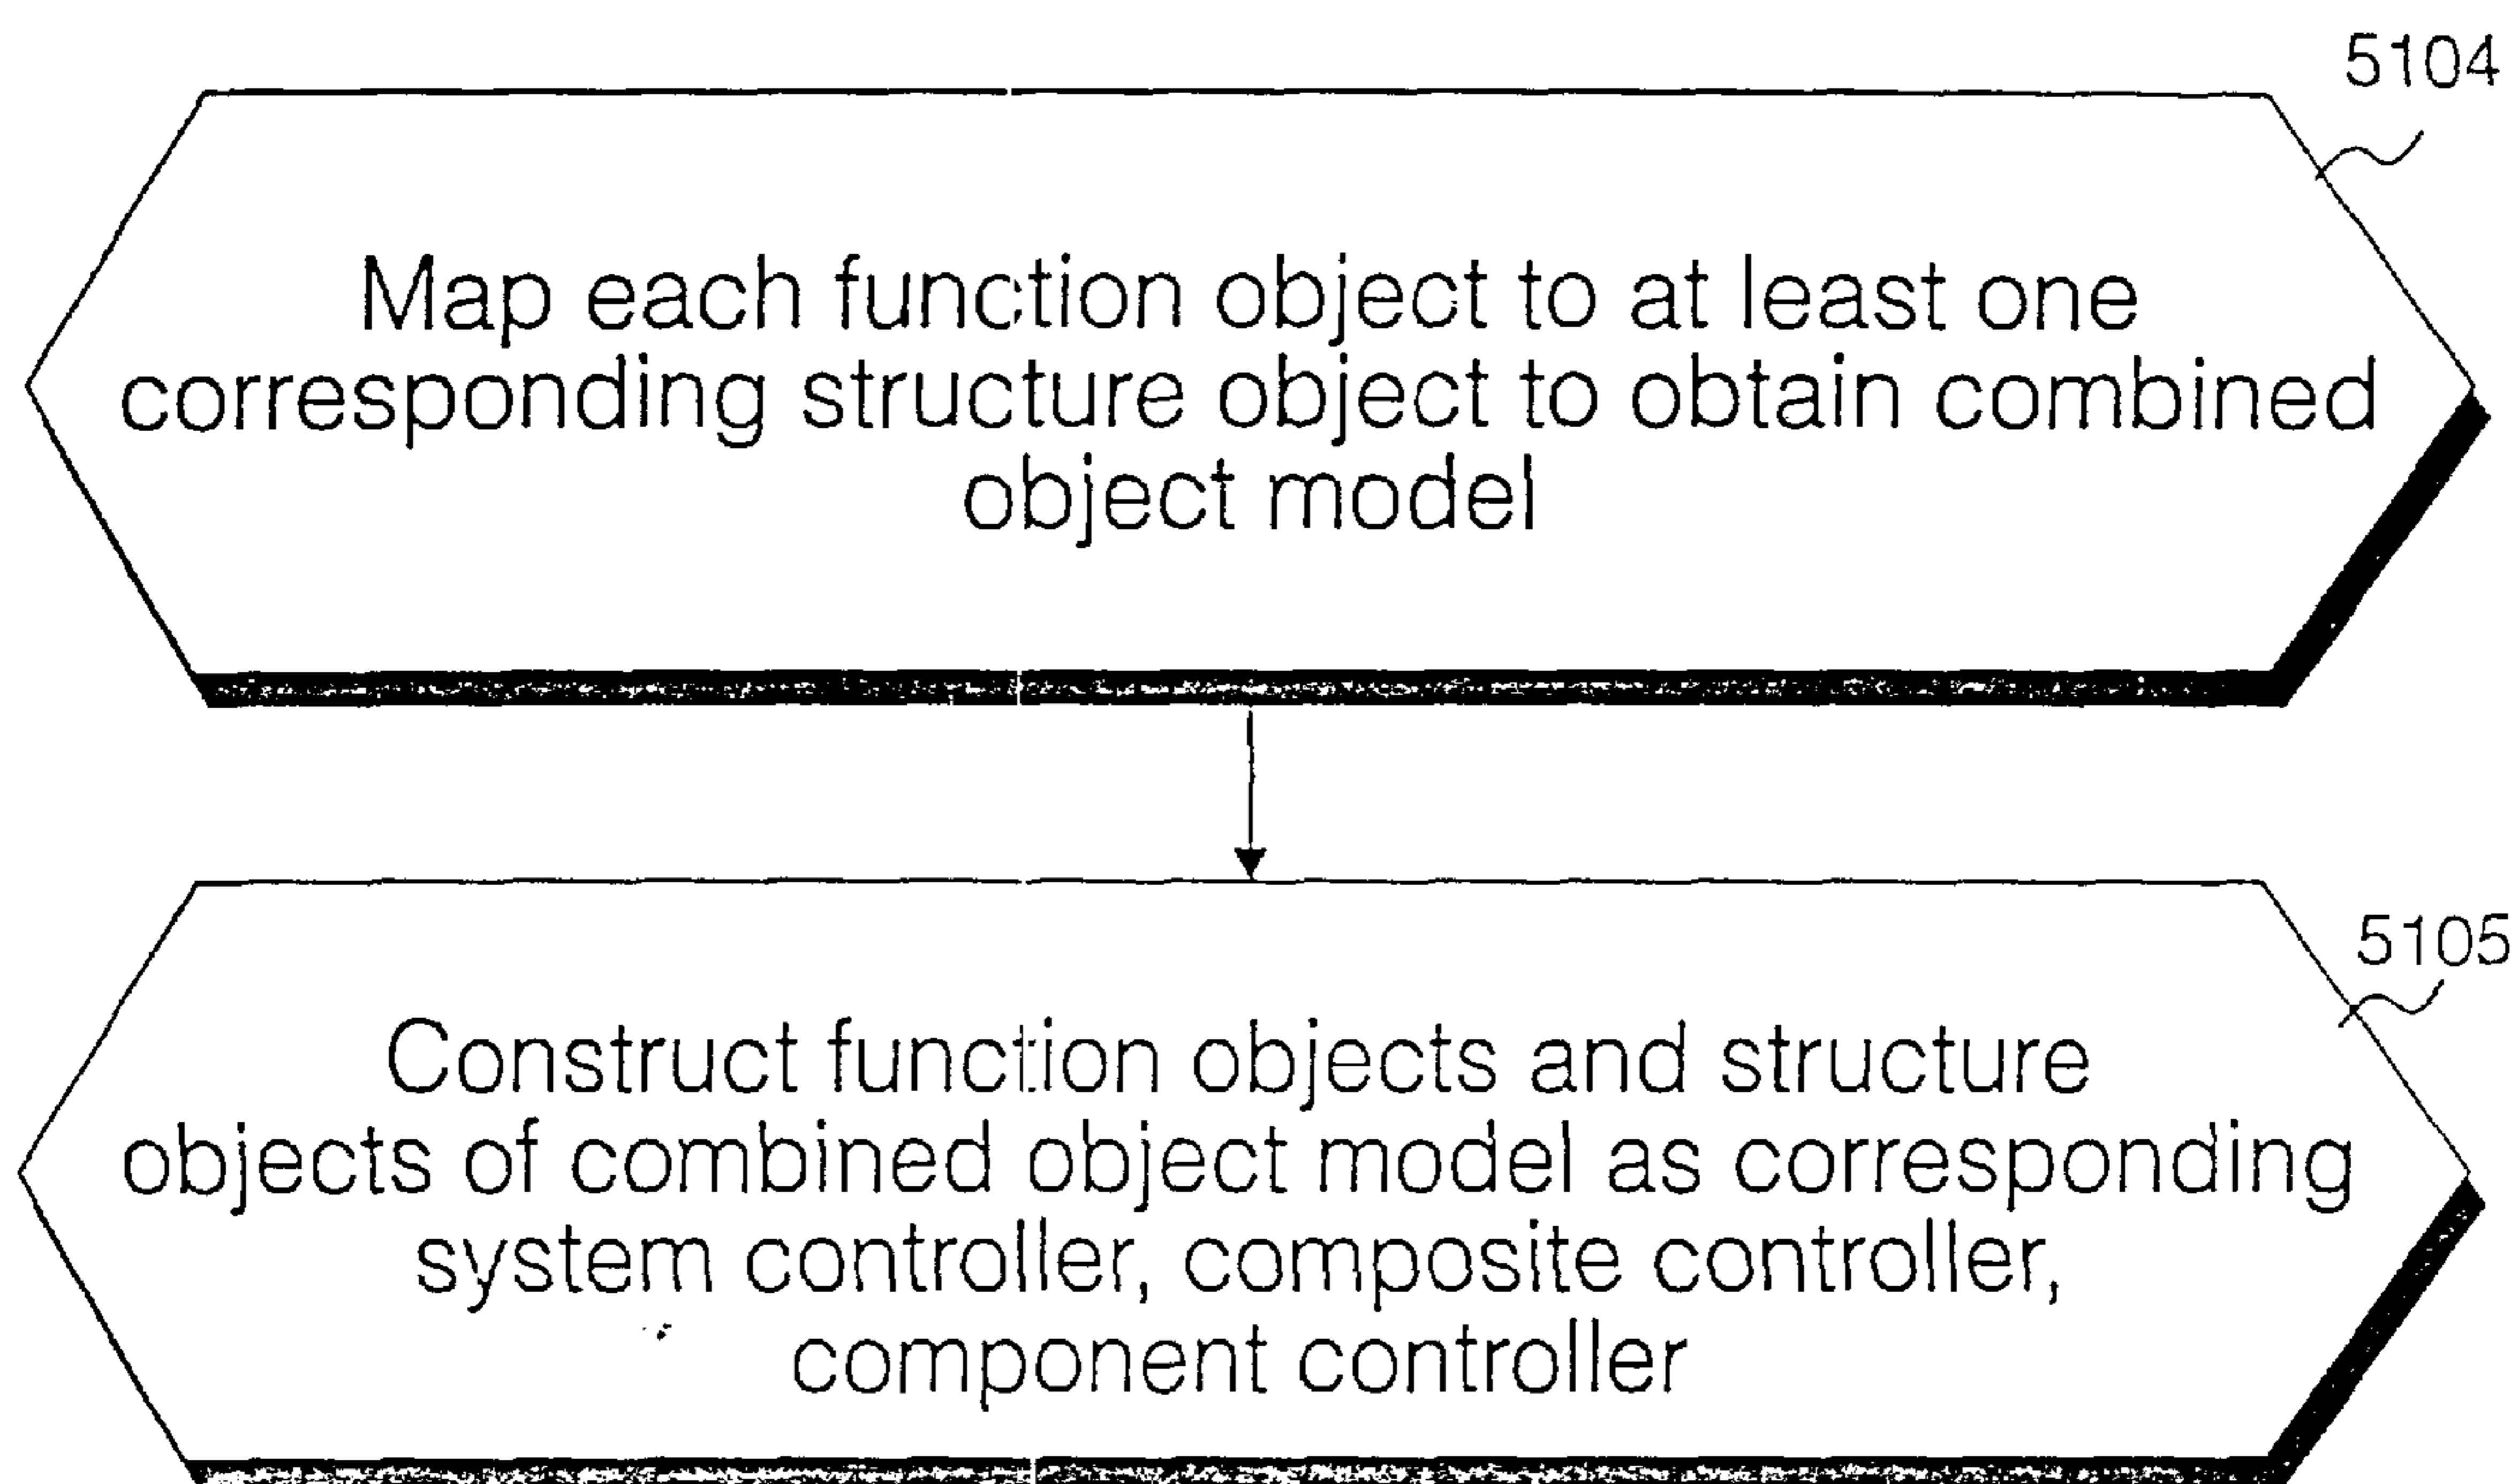 5104
Map each function object to at least one
corresponding structure object to obtain combined
object model
5105
Construct function objects and structure
objects of combined object model as corresponding
system controller, composite controller,
component controller